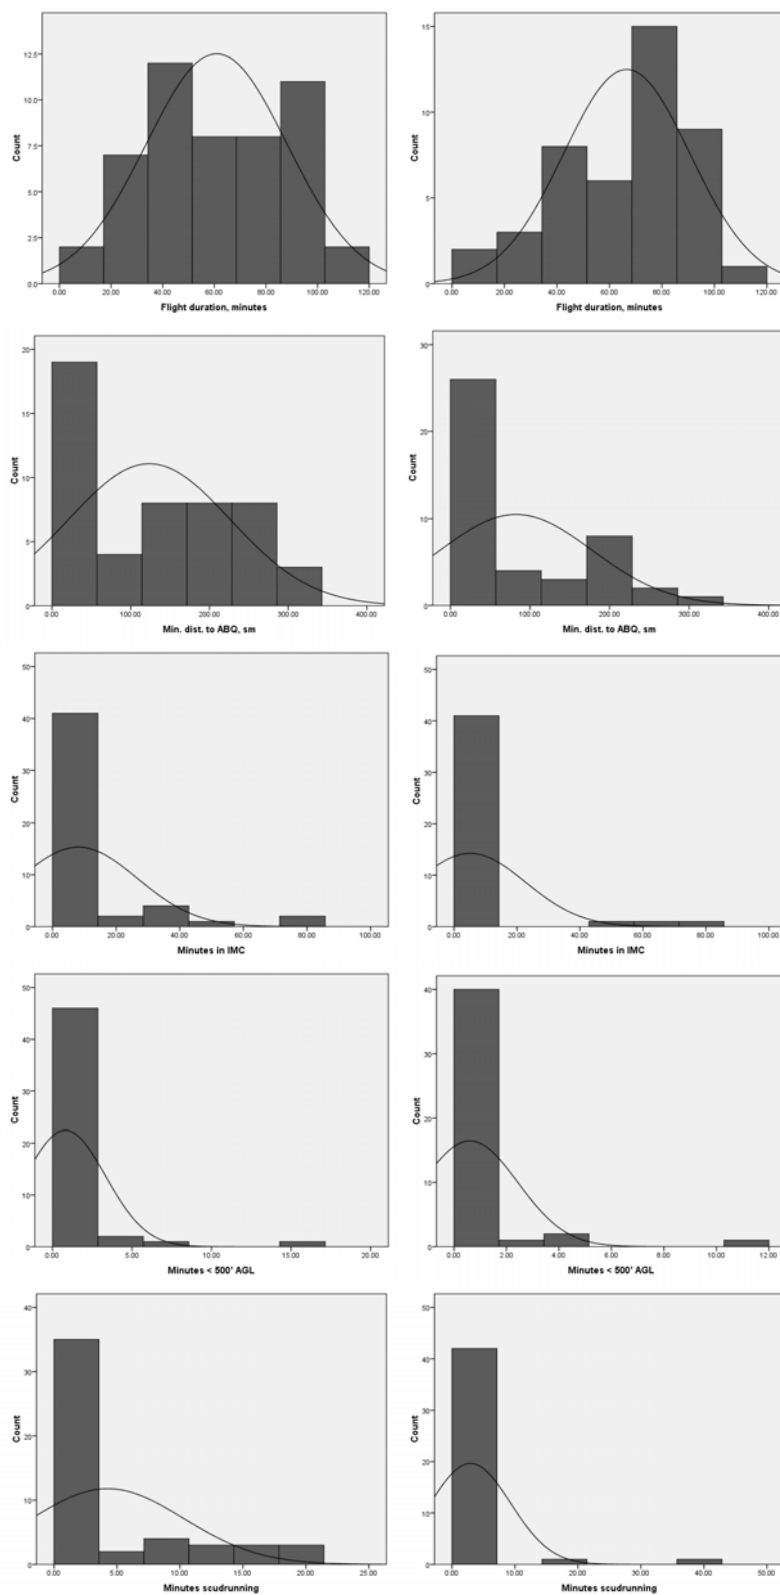 12.5
10.0
7.5
5.0
2.5
0.0
Count
0.00 20.00 40.00 60.00 80.00 100.00 120.00
Flight duration, minutes
15
10
5
0
Count
0.00 20.00 40.00 60.00 80.00 100.00 120.00
Flight duration, minutes
20
15
10
5
0
Count
0.00 100.00 200.00 300.00 400.00
Min. dist. to ABQ, sm
30
20
10
0
Count
0.00 100.00 200.00 300.00 400.0
Min. dist. to ABQ, sm
50
40
30
20
10
0
Count
0.00 20.00 40.00 60.00 80.00 100.00
Minutes in IMC
50
40
30
20
10
0
Count
0.00 20.00 40.00 60.00 80.00 100.00
Minutes in IMC
50
40
30
20
10
0
Count
0.00 5.00 10.00 15.00 20.00
Minutes < 500' AGL
40
30
20
10
0
Count
0.00 2.00 4.00 6.00 8.00 10.00 12.00
Minutes < 500' AGL
40
30
20
10
0
Count
0.00 5.00 10.00 15.00 20.00 25.00
Minutes scudrunning
50
40
30
20
10
0
Count
0.00 10.00 20.00 30.00 40.00 50.00
Minutes scudrunning